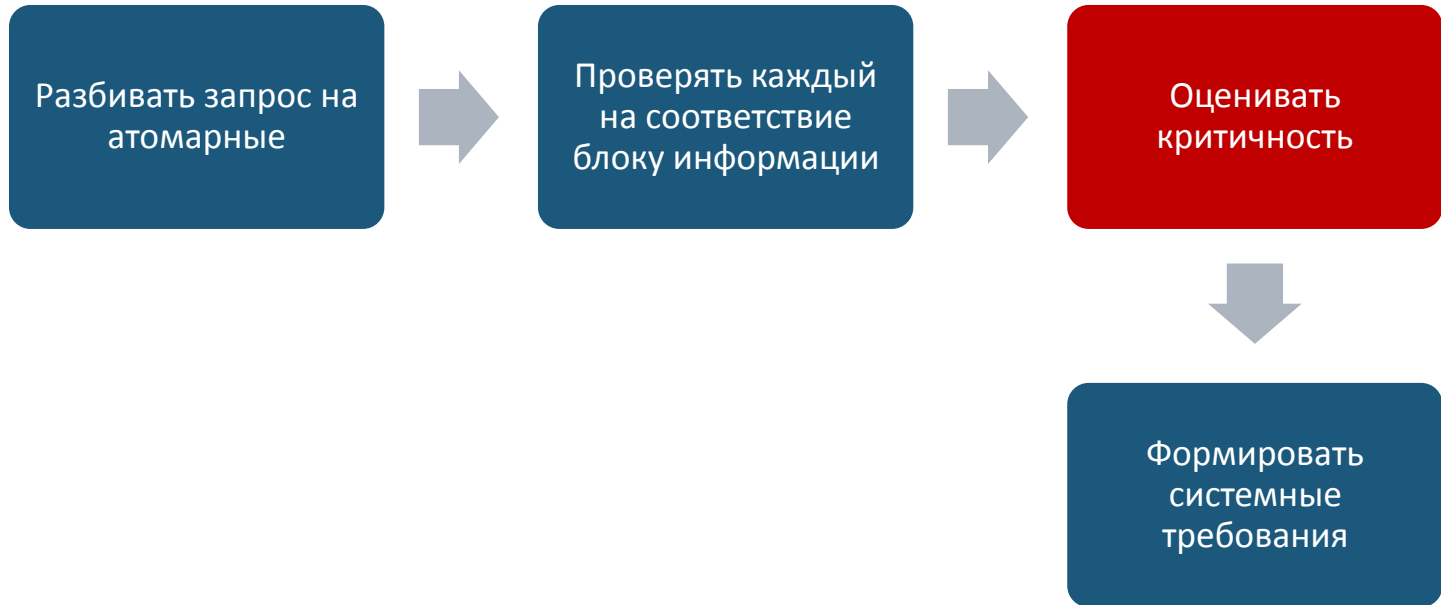 Разбивать запрос на
атомарные
Проверять каждый
на соответствие
блоку информации
Оценивать
критичность
Формировать
системные
требования